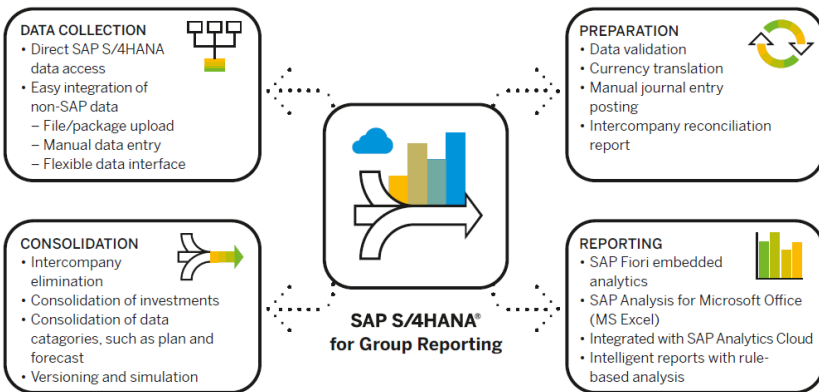 DATA COLLECTION
• Direct SAP S/4HANA
data access
• Easy integration of
non-SAP data
– File/package upload
– Manual data entry
– Flexible data interface
PREPARATION
• Data validation
• Currency translation
• Manual journal entry
posting
• Intercompany reconciliation
report
CONSOLIDATION
• Intercompany
elimination
• Consolidation of investments
• Consolidation of data
catagories, such as plan and
forecast
• Versioning and simulation
SAP S/4HANA®
for Group Reporting
REPORTING
• SAP Fiori embedded
analytics
• SAP Analysis for Microsoft Office
(MS Excel)
• Integrated with SAP Analytics Cloud
• Intelligent reports with rule-
based analysis